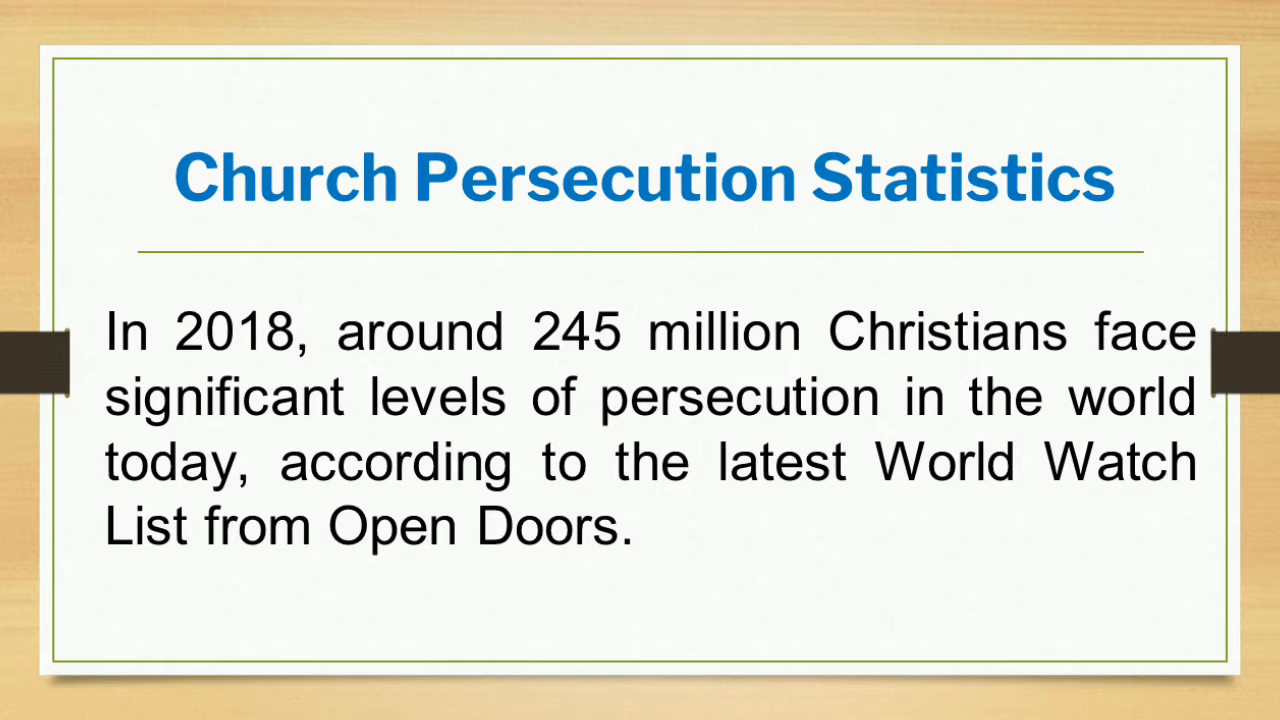 Church Persecution Statistics
In 2018, around 245 million Christians face
significant levels of persecution in the world
today, according to the latest World Watch
List from Open Doors.